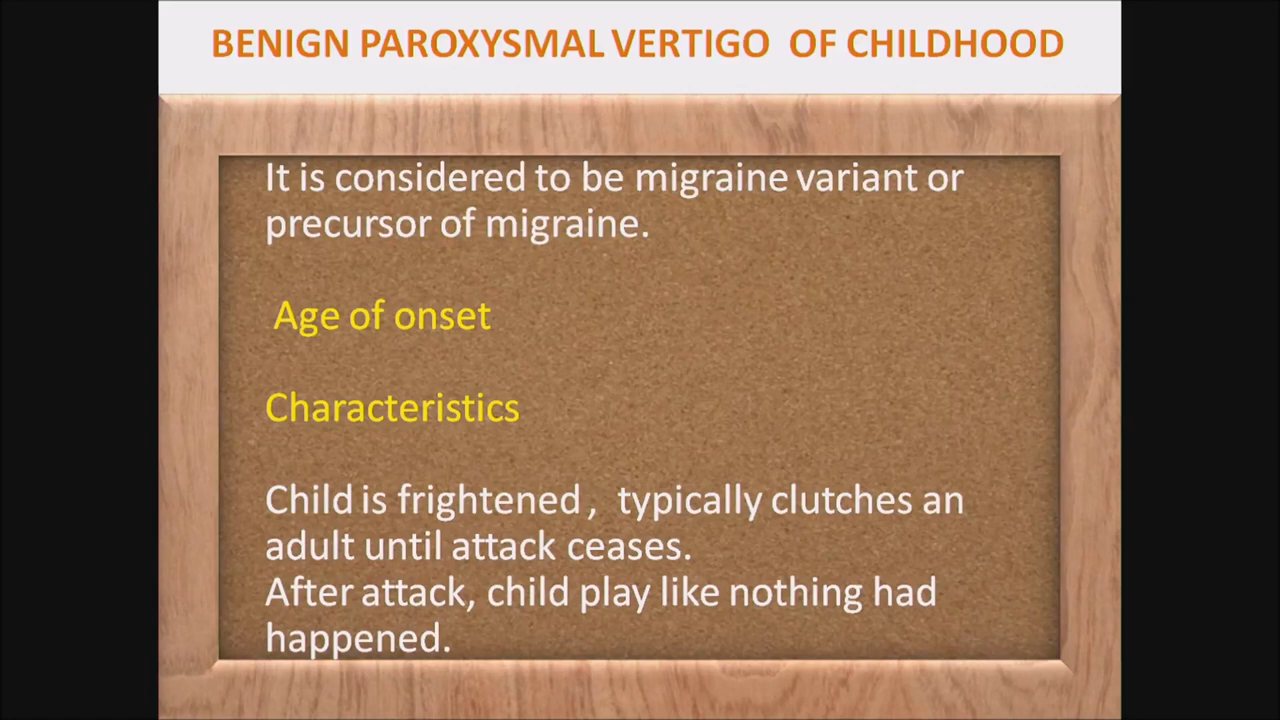 BENIGN PAROXYSMAL VERTIGO OF CHILDHOOD
It is considered to be migraine variant or
precursor of migraine.
Age of onset
Characteristics
Child is frightened , typically clutches an
adult until attack ceases.
After attack, child play like nothing had
happened.